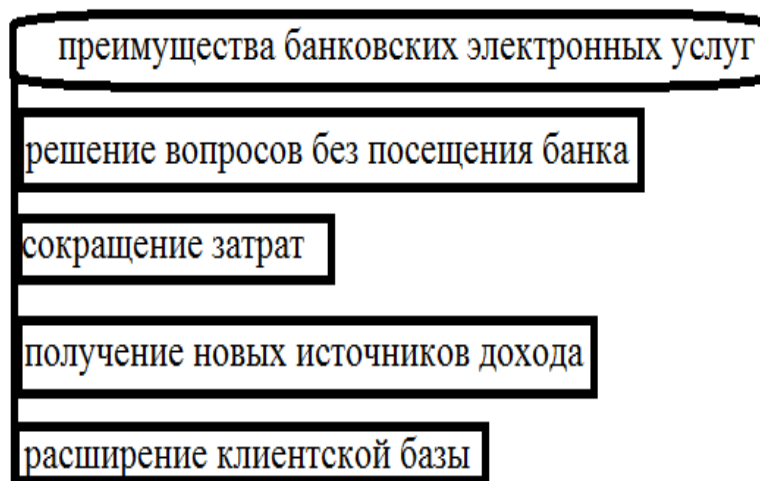 преимущества банковских электронных услуг
решение вопросов без посещения банка
сокращение затрат
получение новых источников дохода
расширение клиентской базы